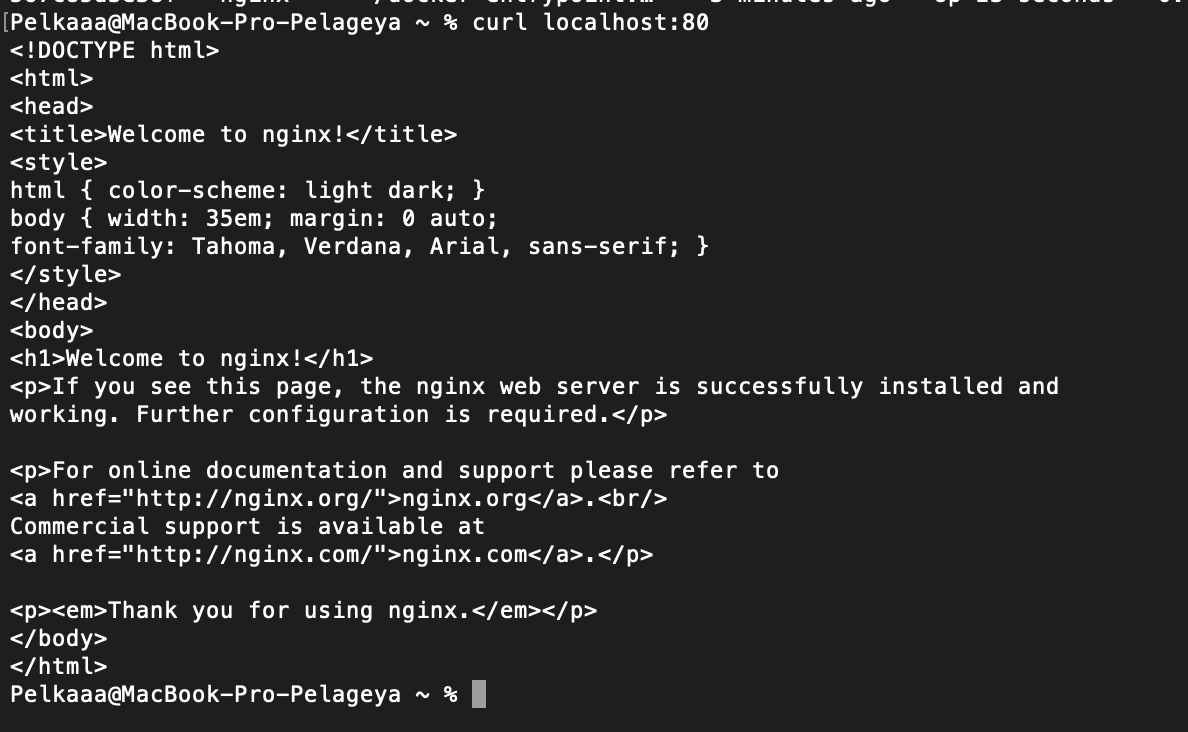 [Pelkaaa@MacBook-Pro-Pelageya ~ % curl localhost:80
<!DOCTYPE html>
<html>
<head>
<title>Welcome to nginx!</title>
<style>
html { color-scheme: light dark; }
body { width: 35em; margin: 0 auto;
font-family: Tahoma, Verdana, Arial, sans-serif; }
</style>
</head>
<body>
<h1>Welcome to nginx!</h1>
<p>If you see this page, the nginx web server is successfully installed and
working. Further configuration is required.</p>

<p>For online documentation and support please refer to
<a href="http://nginx.org/">nginx.org</a>.<br/>
Commercial support is available at
<a href="http://nginx.com/">nginx.com</a>.</p>

<p><em>Thank you for using nginx.</em></p>
</body>
</html>
Pelkaaa@MacBook-Pro-Pelageya ~ %